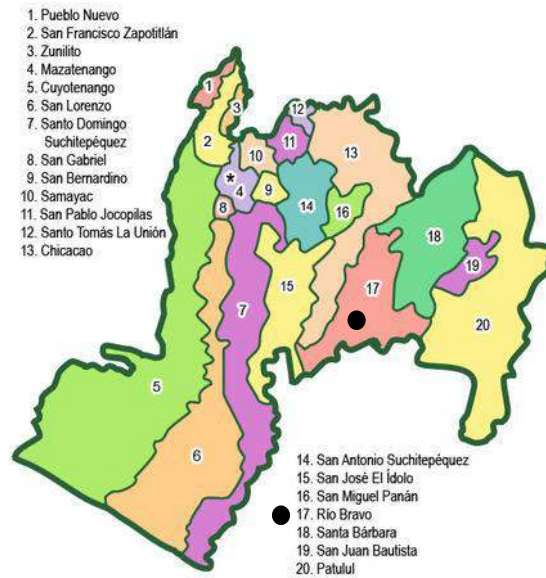 1. Pueblo Nuevo
2. San Francisco Zapotitlán
3. Zunilito
4. Mazatenango
5. Cuyotenango
6. San Lorenzo
7. Santo Domingo
Suchitepéquez
8. San Gabriel
9. San Bernardino
10. Samayac
11. San Pablo Jocopilas
12. Santo Tomás La Unión
13. Chicacao
1
2
3
12
11
10
13
*
4
9
8
14
16
18
19
15
17
7
20
5
6
14. San Antonio Suchitepéquez
15. San José El Ídolo
16. San Miguel Panán
17. Río Bravo
18. Santa Bárbara
19. San Juan Bautista
20. Patulul